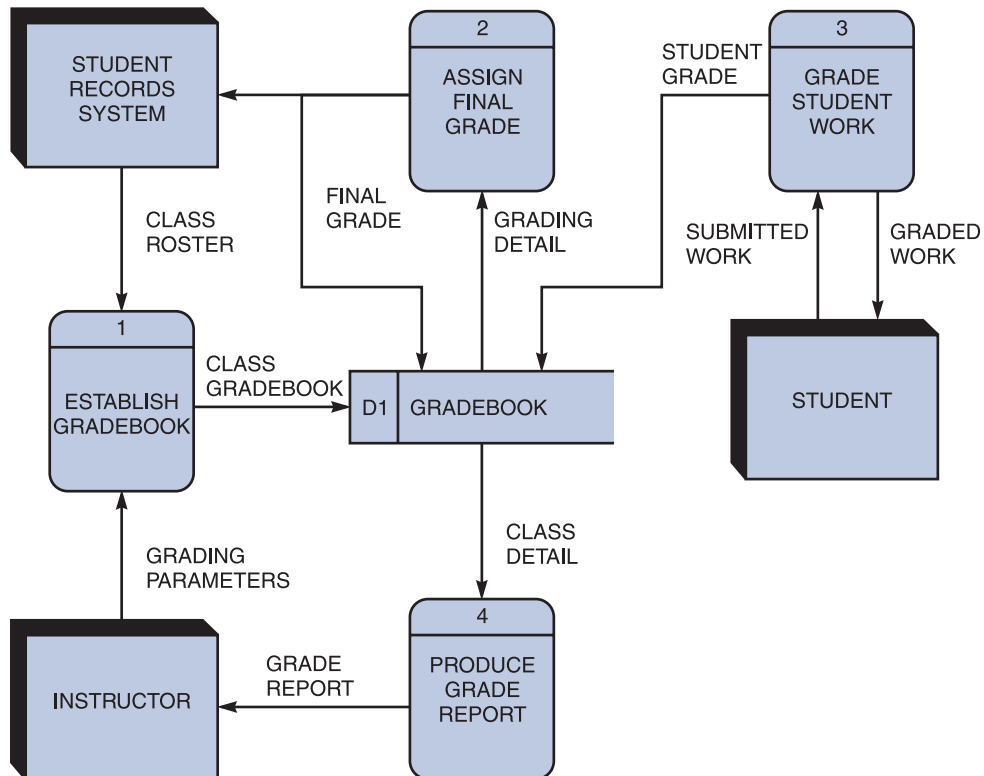 STUDENT
RECORDS
SYSTEM
2
ASSIGN
FINAL
GRADE
STUDENT
GRADE
3
GRADE
STUDENT
WORK
CLASS
ROSTER
FINAL
GRADE
GRADING
DETAIL
SUBMITTED
WORK
GRADED
WORK
1
ESTABLISH
GRADEBOOK
CLASS
GRADEBOOK
D1
GRADEBOOK
STUDENT
GRADING
PARAMETERS
CLASS
DETAIL
INSTRUCTOR
GRADE
REPORT
4
PRODUCE
GRADE
REPORT